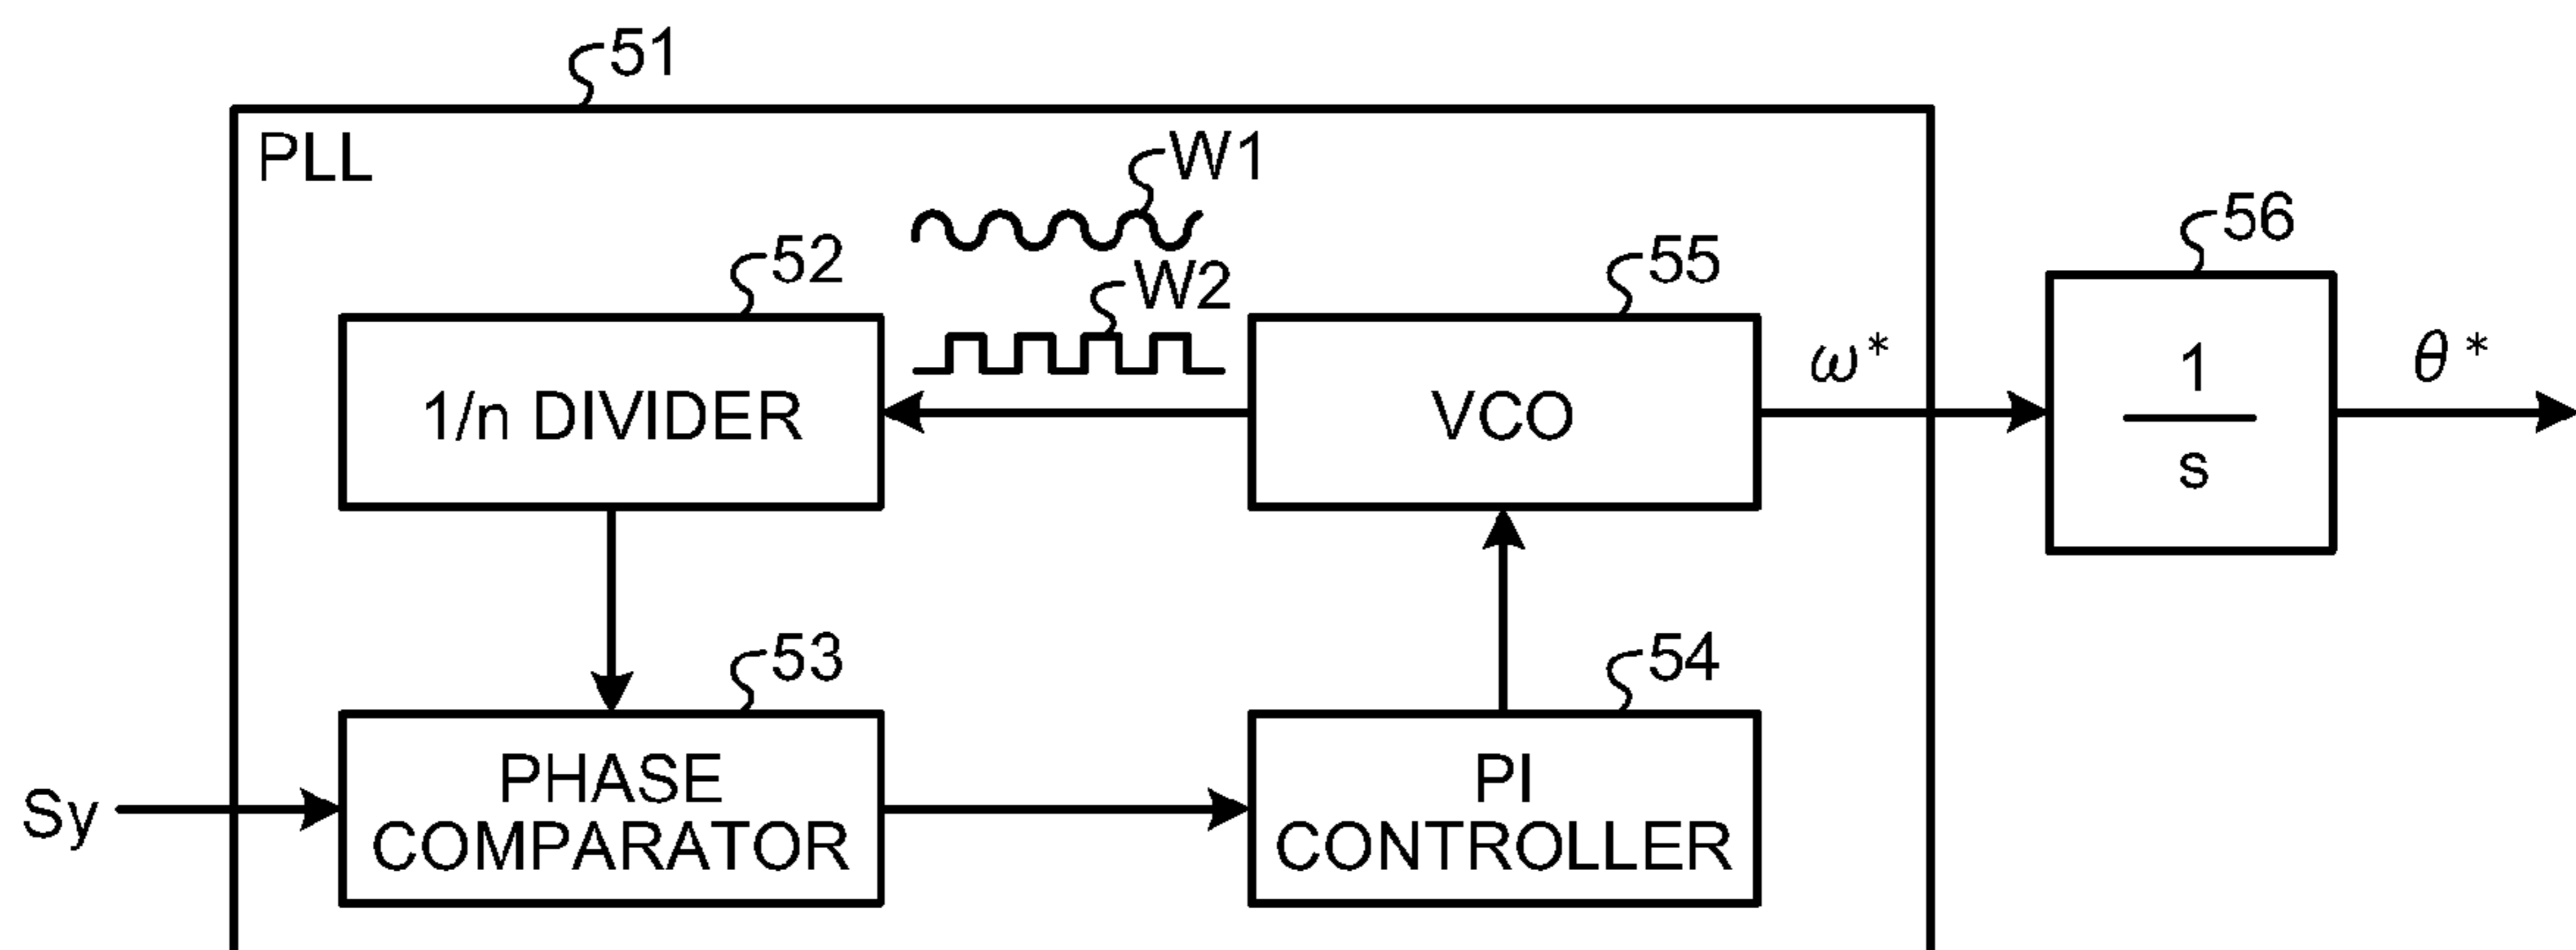 51
PLL
W1
56
52
W2
55
1/n DIVIDER
VCO
ω*
1
s
θ*
53
54
Sy
PHASE
COMPARATOR
PI
CONTROLLER